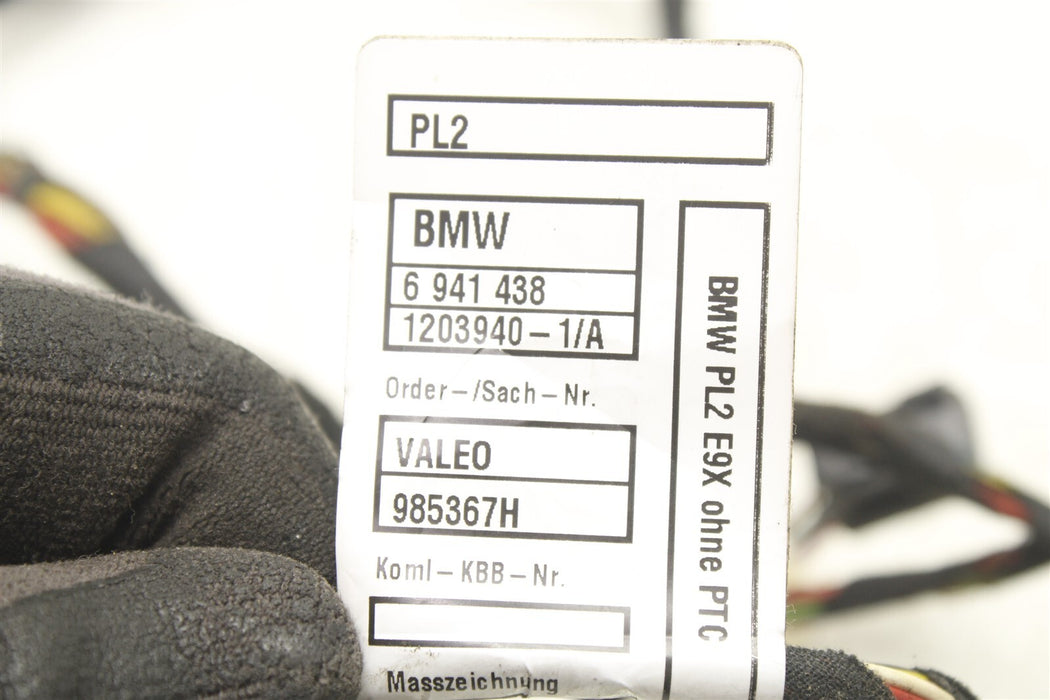 PL2
BMW
6 941 438
1203940-1/A
Order-/Sach-Nr.
VALEO
985367H
Koml-KBB-Nr.
Masszeichnung
BMW PL2 E9X ohne PTC